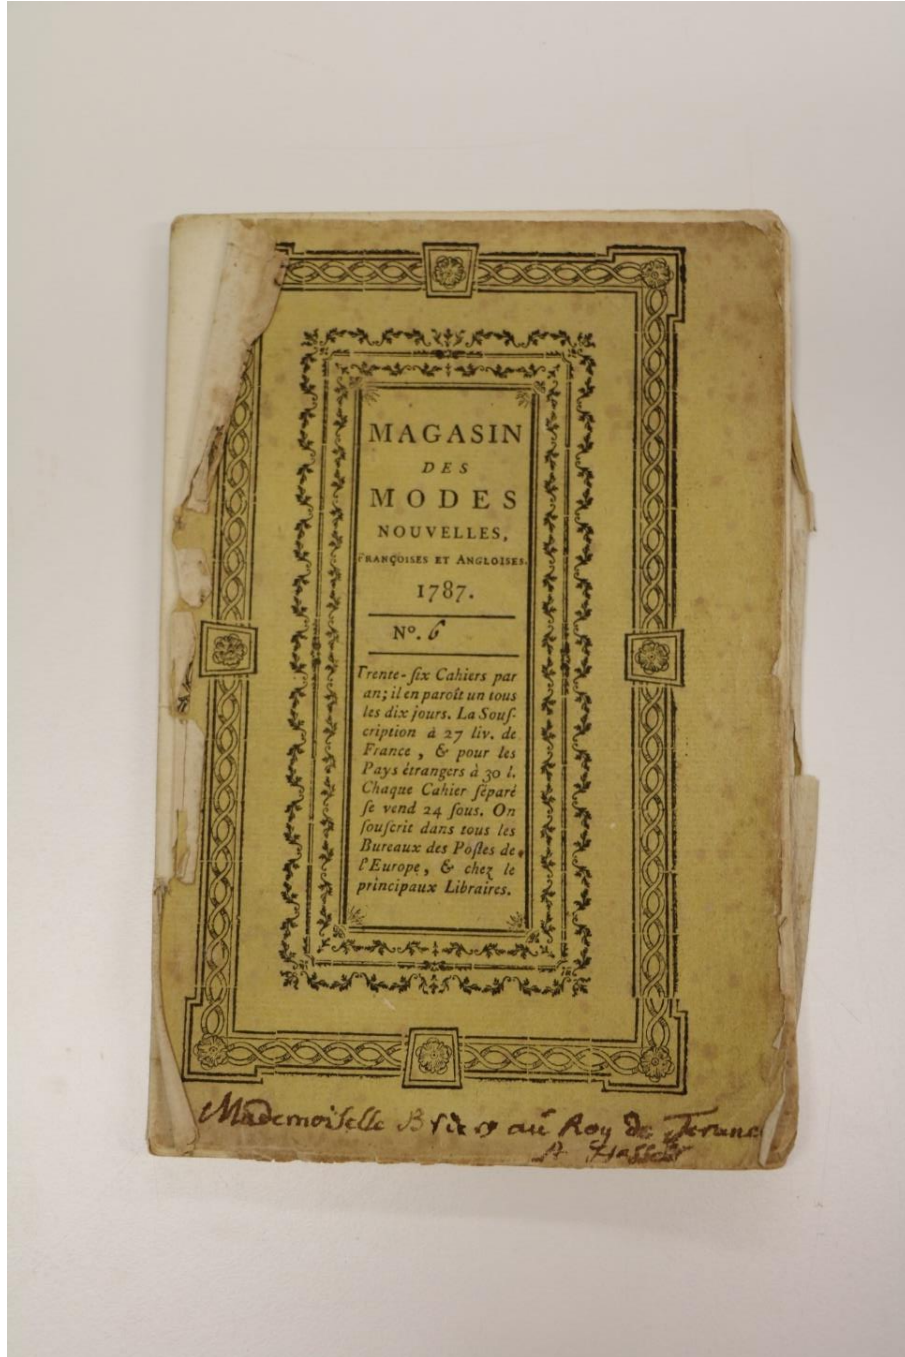 MAGASIN
DES
MODES
NOUVELLES,
FRANÇOISES ET ANGLOISES.
1787.
Nº. 6
Trente-ſix Cahiers par
an; il en paroît un tous
les dix jours. La Souſ-
cription à 27 liv. de
France, & pour les
Pays étrangers à 30 l.
Chaque Cahier ſéparé
ſe vend 24 ſous. On
ſouſcrit dans tous les
Bureaux des Poſtes de
l'Europe, & chez le
principaux Libraires.
Mademoiſelle au Roy de
A Hasselt